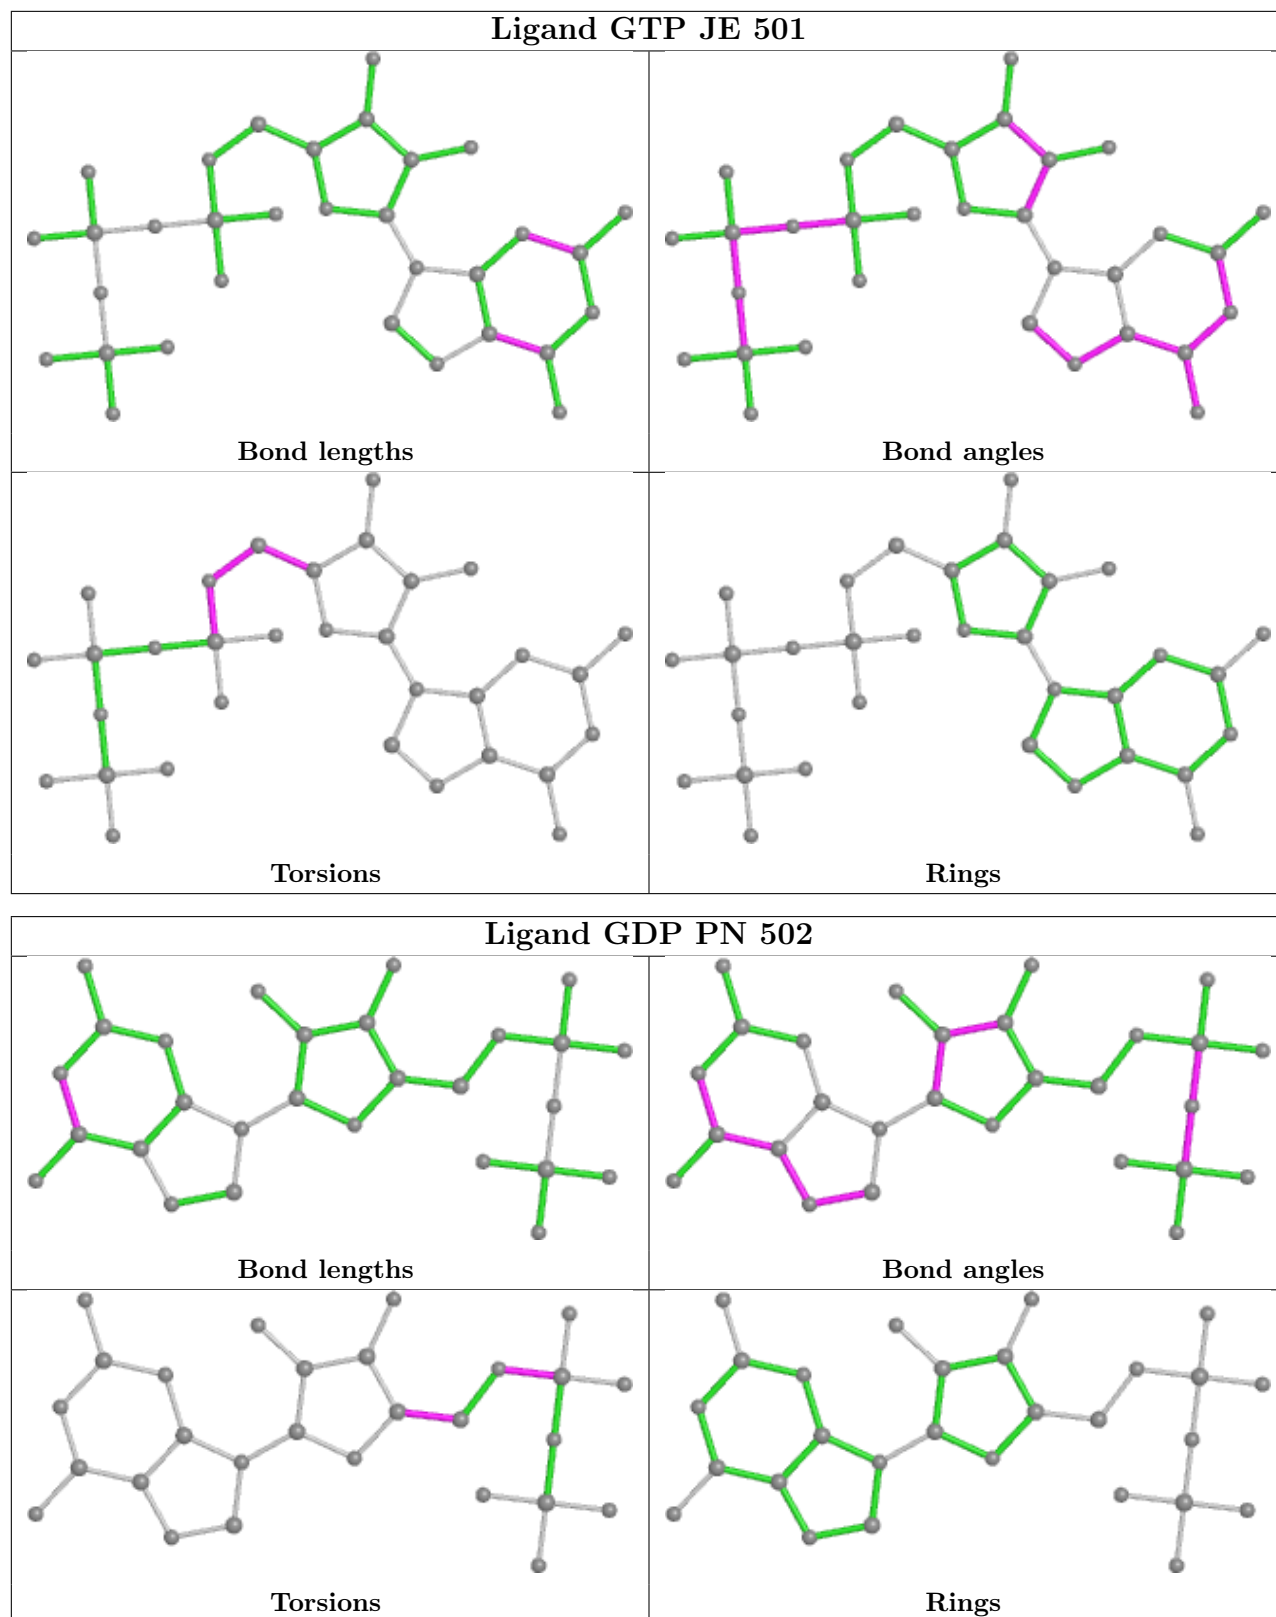 Ligand GTP JE 501
Bond lengths
Bond angles
Torsions
Rings
Ligand GDP PN 502
Bond lengths
Bond angles
Torsions
Rings